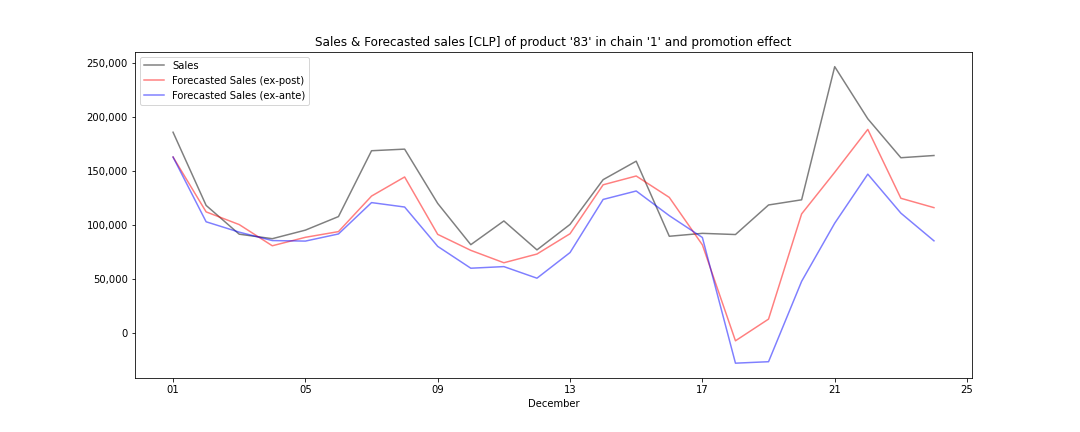 Sales & Forecasted sales [CLP] of product '83' in chain '1' and promotion effect
250,000
200,000
150,000
100,000
50,000
0
Sales
Forecasted Sales (ex-post)
Forecasted Sales (ex-ante)
01 05 09 13 17 21 25
December